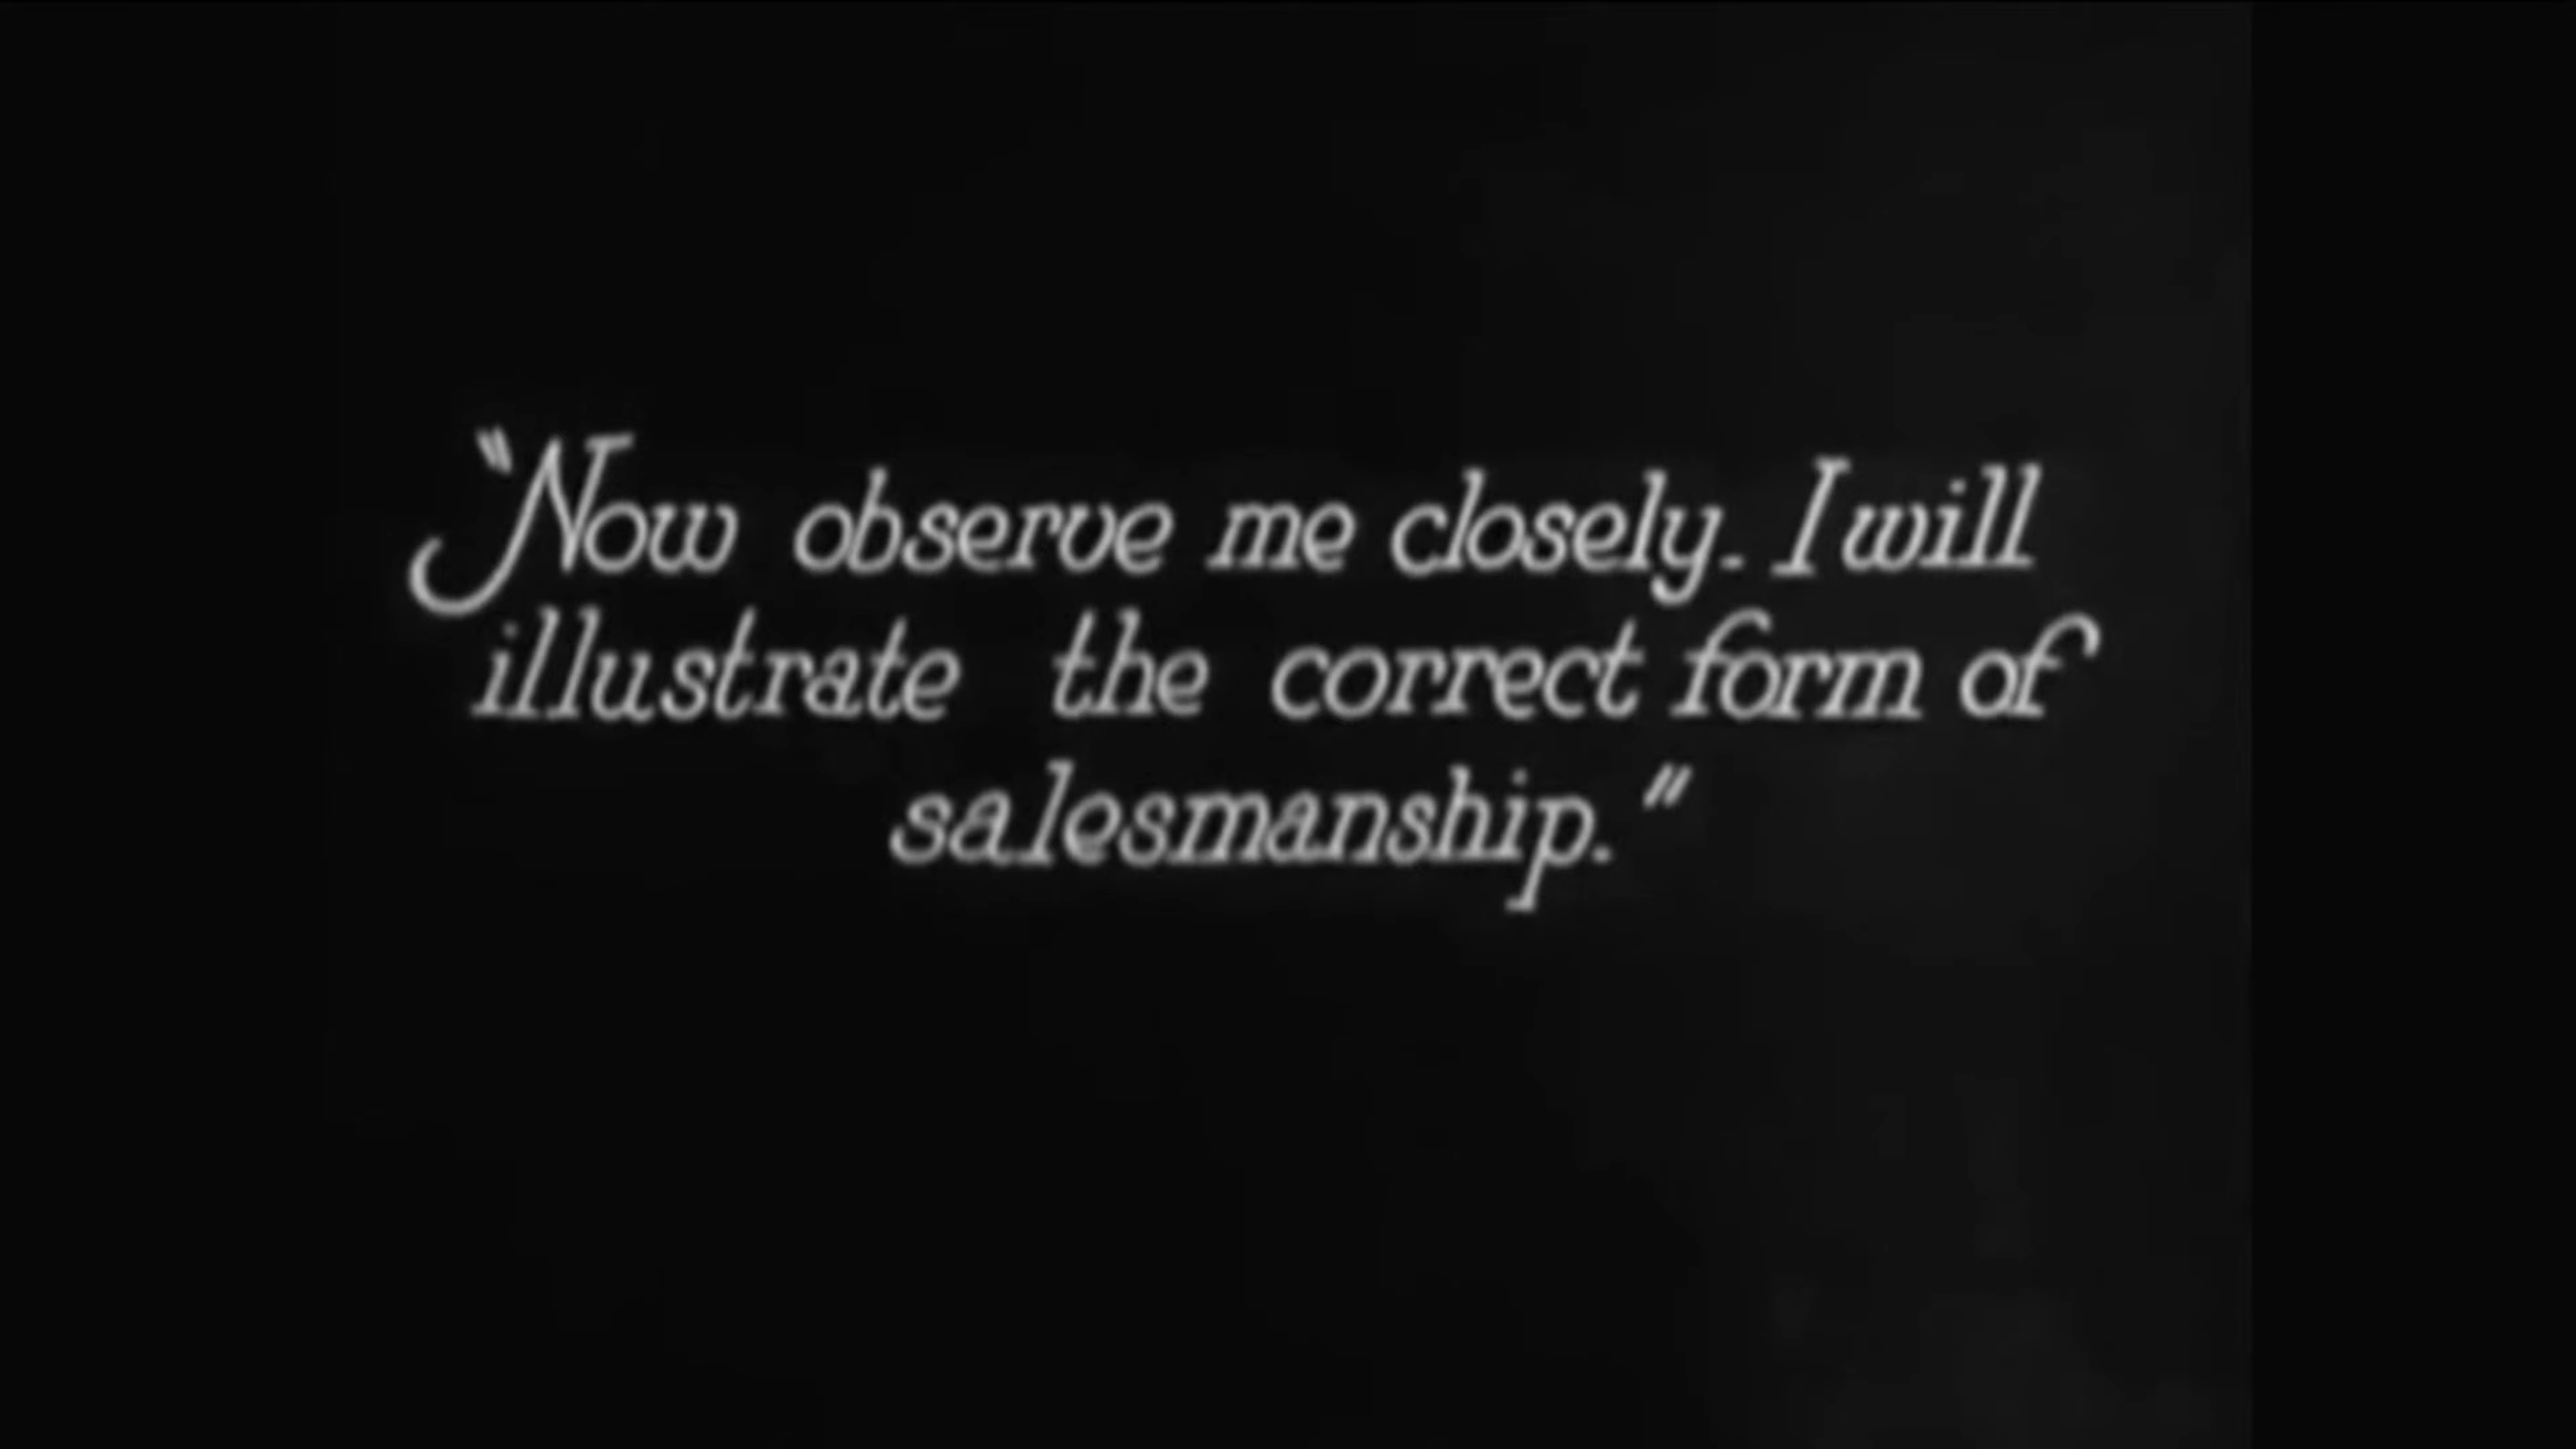 "Now observe me closely. I will
illustrate the correct form of
salesmanship."